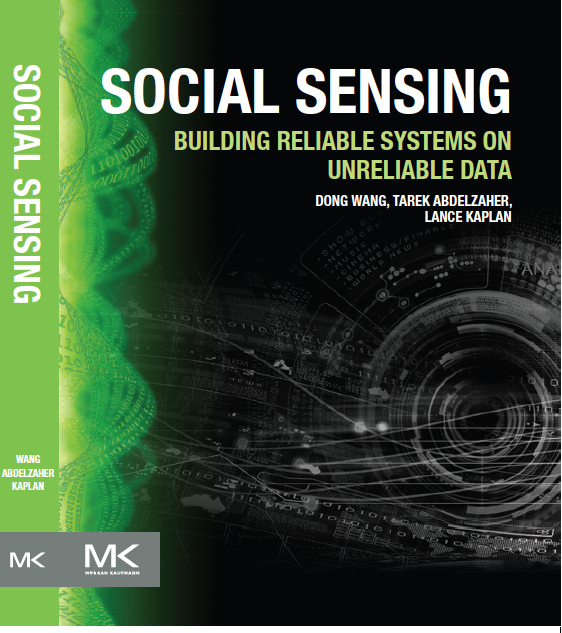 SOCIAL SENSING
WANG
ABDELZAHER
KAPLAN
MK
SOCIAL SENSING
BUILDING RELIABLE SYSTEMS ON
UNRELIABLE DATA
DONG WANG, TAREK ABDELZAHER,
LANCE KAPLAN
ANA
MK
MORGAN KAUFMANN